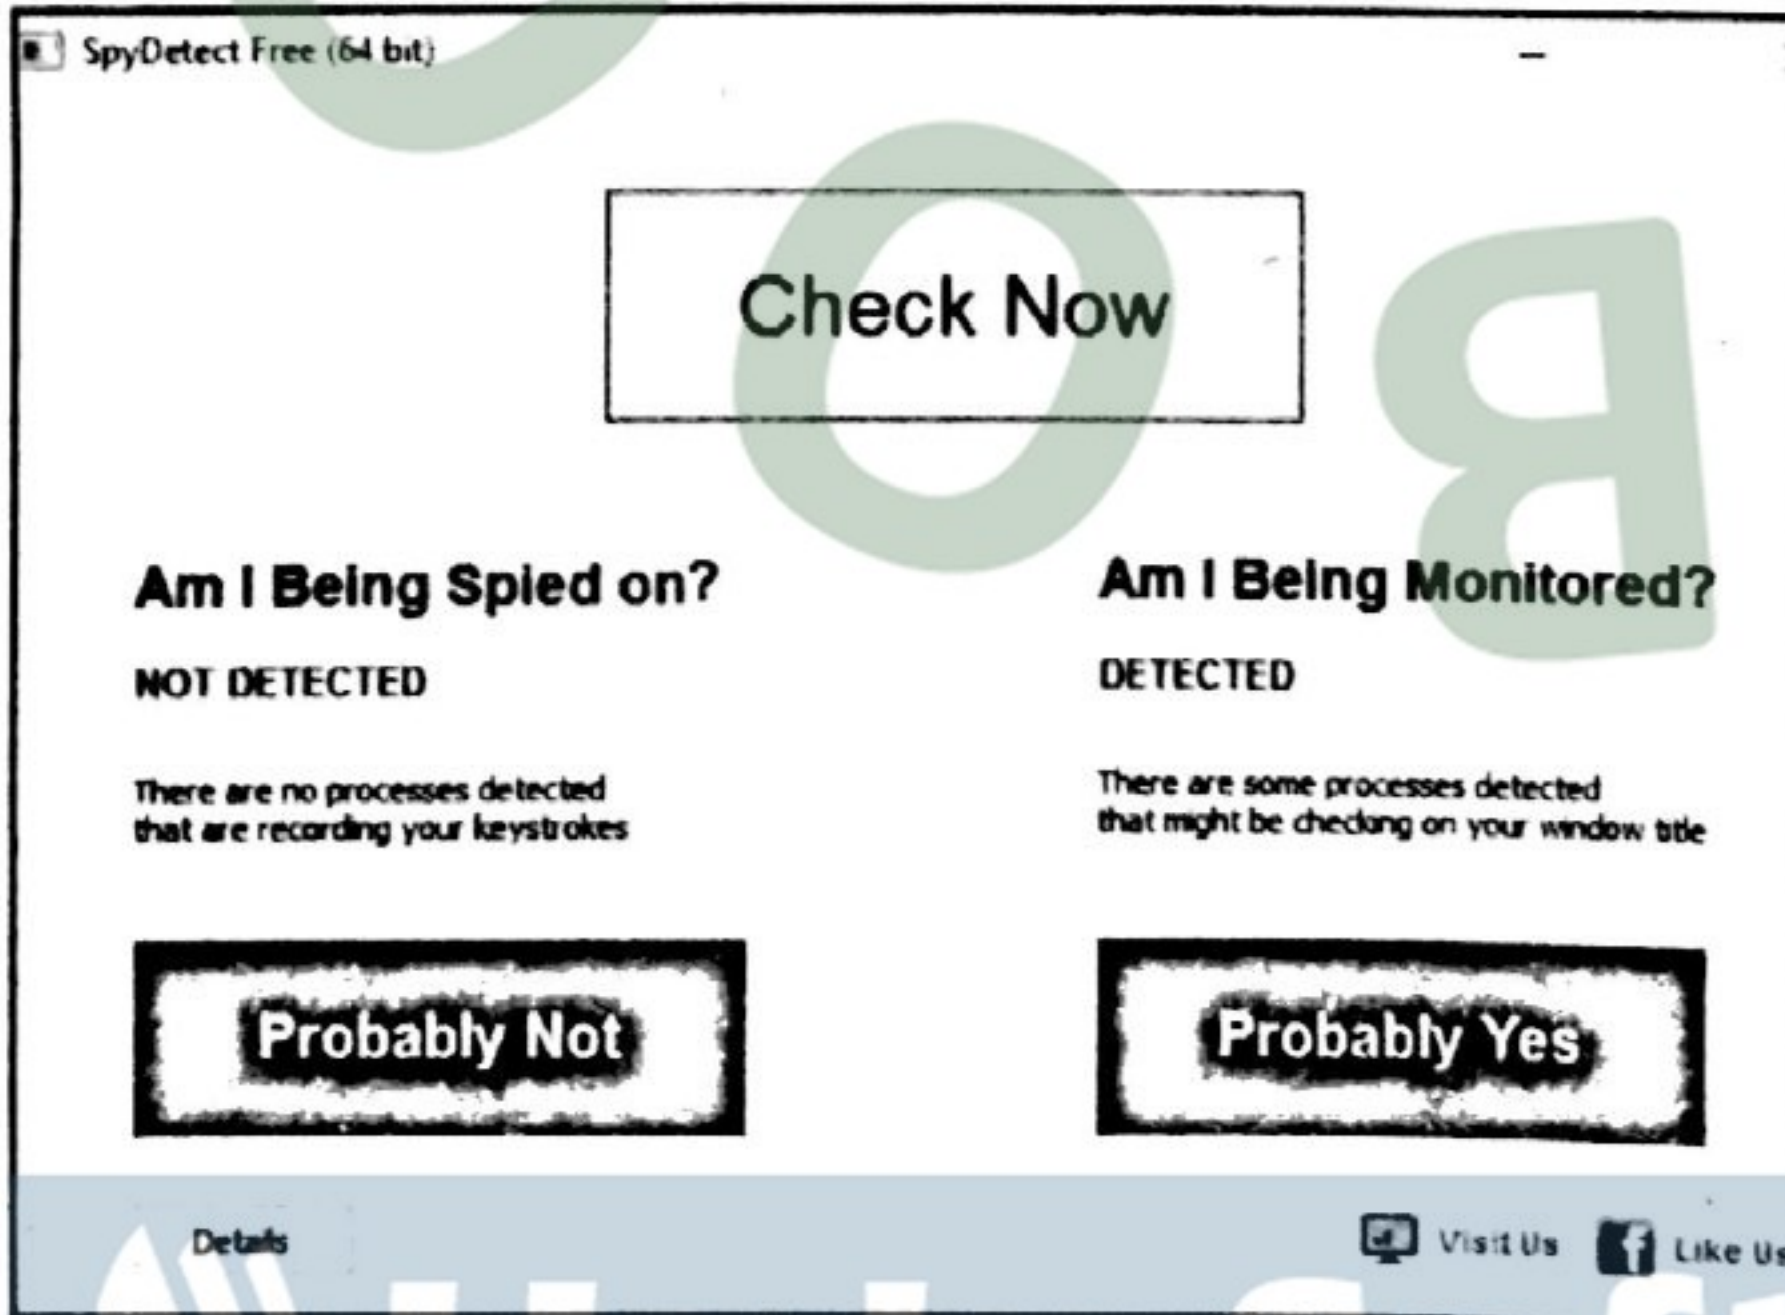 SpyDetect Free (64 bit)
Check Now
Am I Being Spied on?
Am I Being Monitored?
NOT DETECTED
DETECTED
There are no processes detected
that are recording your keystrokes
There are some processes detected
that might be checking on your window title
Probably Not
Probably Yes
Details
Visit Us
Like Us
O
B